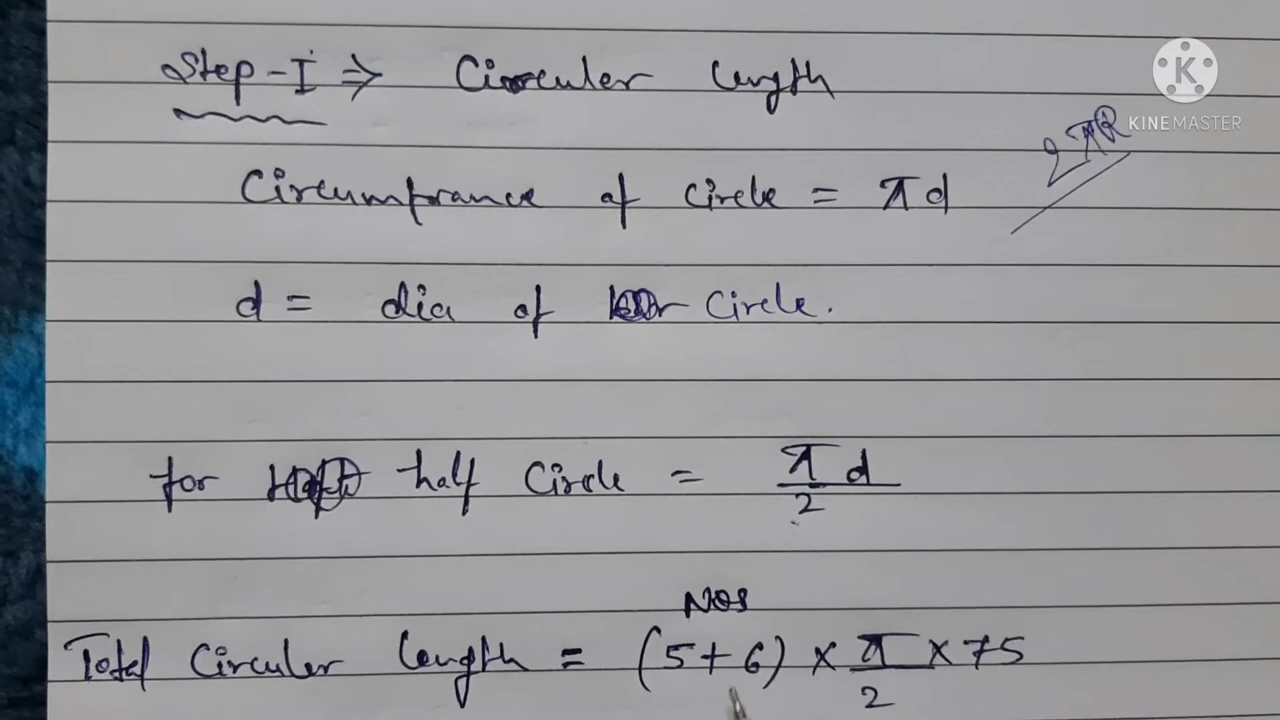 Step-I ⇒ Circuler length
KINEMASTER
2πR
Circumfrance of Circle = πd
d = dia of Circle.
for half Circle = π/2 d
Nos
Total Circuler length = (5+6) × π/2 × 75